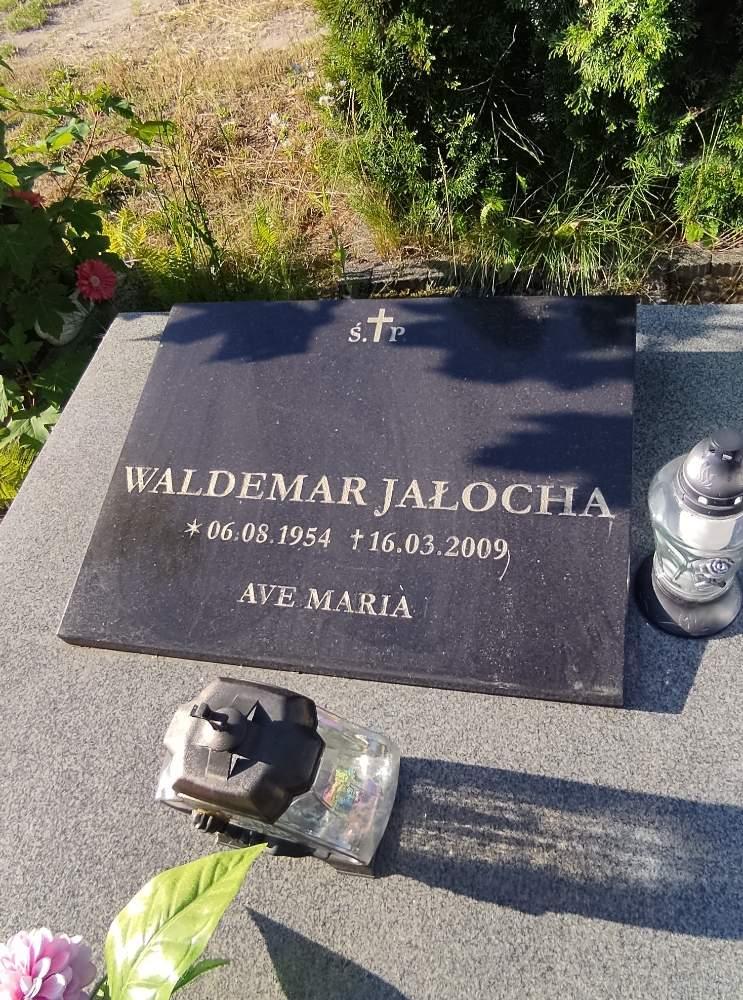 Ś.†P
WALDEMAR JAŁOCHA
*06.08.1954 †16.03.2009
AVE MARIA